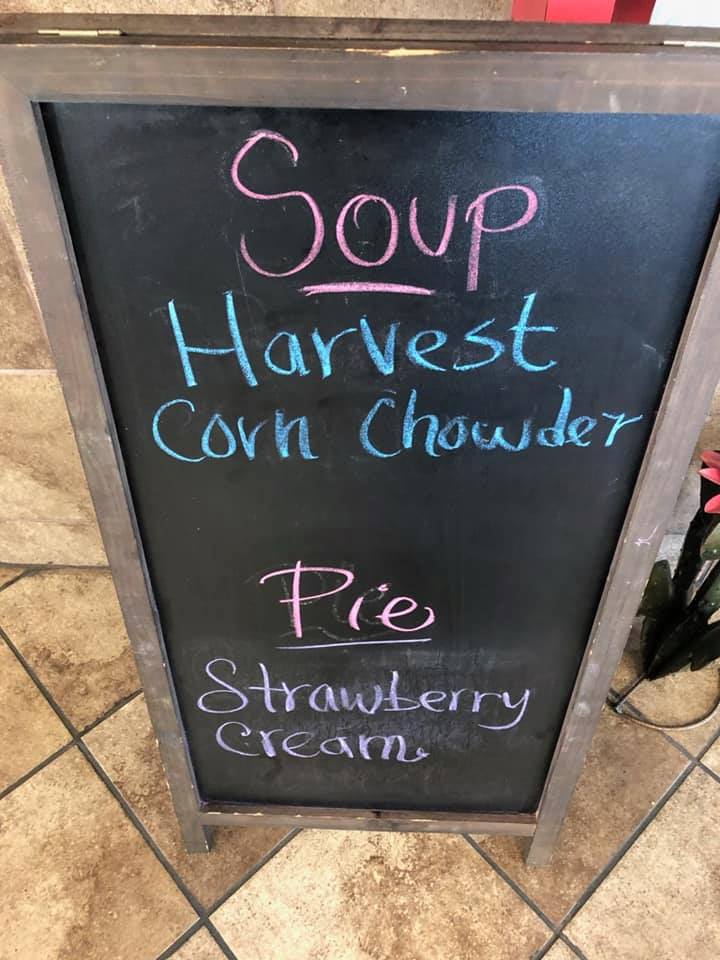 Soup
Harvest
Corn Chowder
Pie
Strawberry
Cream